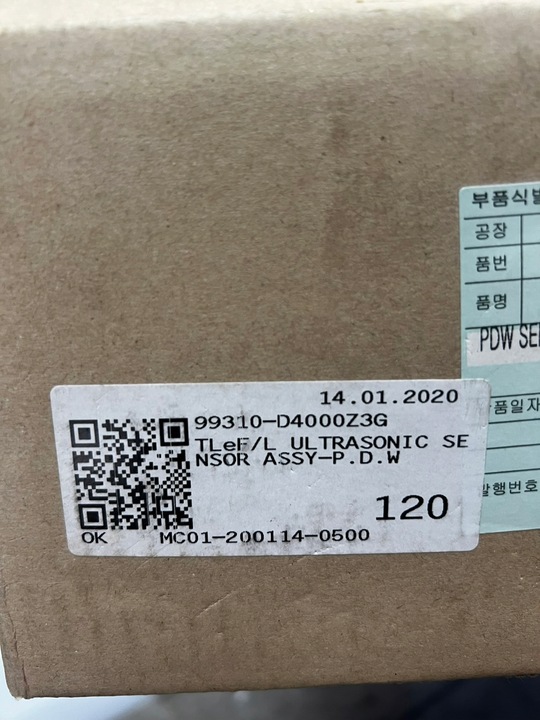 부품식별
공장
품번
품명
PDW SE
품일자
발행번호
14.01.2020
99310-D4000Z3G
TLeF/L ULTRASONIC SE
NSOR ASSY-P.D.W
120
OK MC01-200114-0500